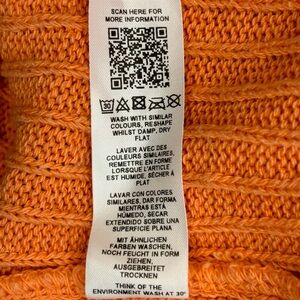 SCAN HERE FOR
MORE INFORMATION
30
WASH WITH SIMILAR
COLOURS, RESHAPE
WHILST DAMP, DRY
FLAT
LAVER AVEC DES
COULEURS SIMILAIRES,
REMETTRE EN FORME
LORSQUE L'ARTICLE
EST HUMIDE. SÉCHER À
PLAT
LAVAR CON COLORES
SIMILARES, DAR FORMA
MIENTRAS ESTÁ
HÚMEDO, SECAR
EXTENDIDO SOBRE UNA
SUPERFICIE PLANA
MIT ÄHNLICHEN
FARBEN WASCHEN,
NOCH FEUCHT IN FORM
ZIEHEN,
AUSGEBREITET
TROCKNEN
THINK OF THE
ENVIRONMENT WASH AT 30°